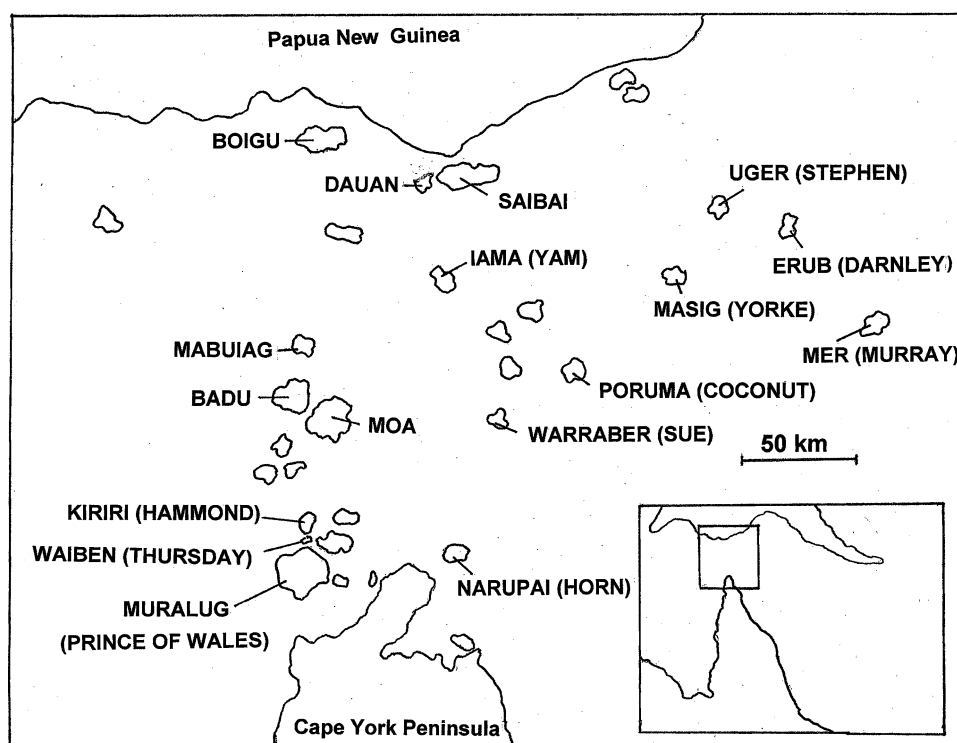 Papua New Guinea
BOIGU
DAUAN
SAIBAI
UGER (STEPHEN)
IAMA (YAM)
ERUB (DARNLEY)
MASIG (YORKE)
MABUIAG
MER (MURRAY)
BADU
PORUMA (COCONUT)
MOA
WARRABER (SUE)
50 km
KIRIRI (HAMMOND)
WAIBEN (THURSDAY)
NARUPAI (HORN)
MURALUG
(PRINCE OF WALES)
Cape York Peninsula